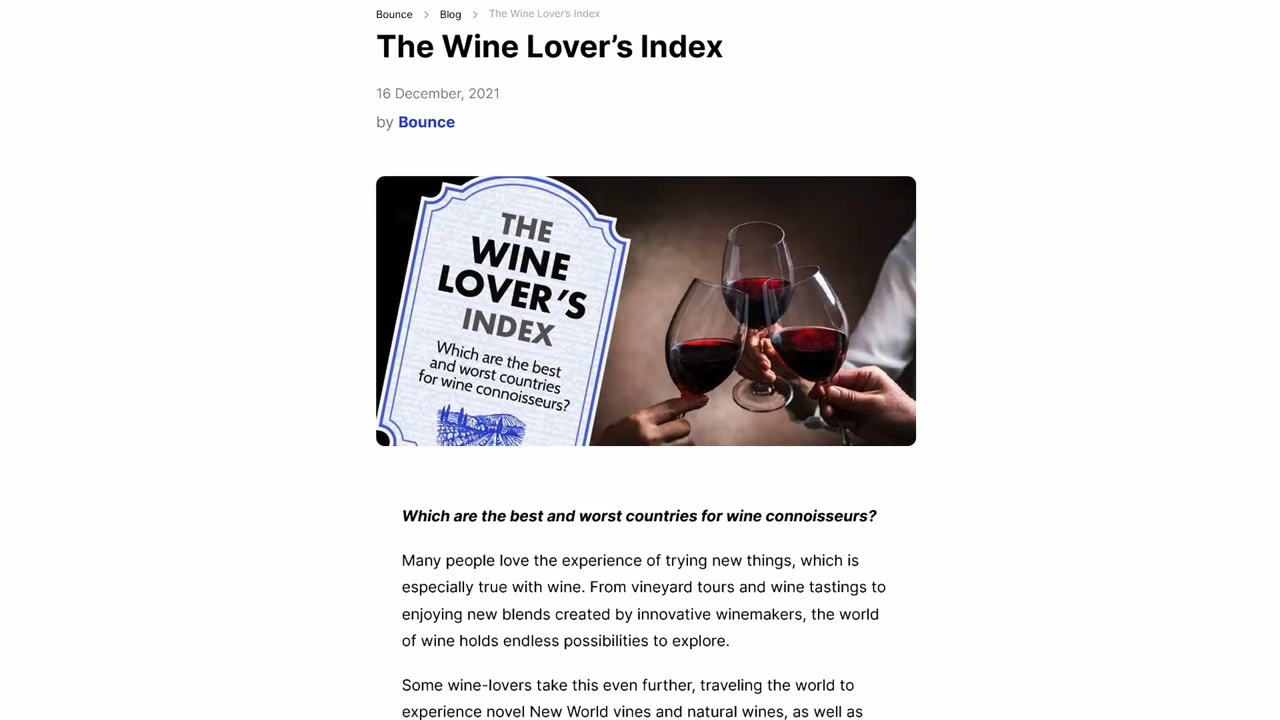 Bounce > Blog > The Wine Lover's Index
The Wine Lover’s Index
16 December, 2021
by Bounce
THE
WINE
LOVER’S
INDEX
Which are the best
and worst countries
for wine connoisseurs?
Which are the best and worst countries for wine connoisseurs?
Many people love the experience of trying new things, which is
especially true with wine. From vineyard tours and wine tastings to
enjoying new blends created by innovative winemakers, the world
of wine holds endless possibilities to explore.
Some wine-lovers take this even further, traveling the world to
experience novel New World vines and natural wines, as well as